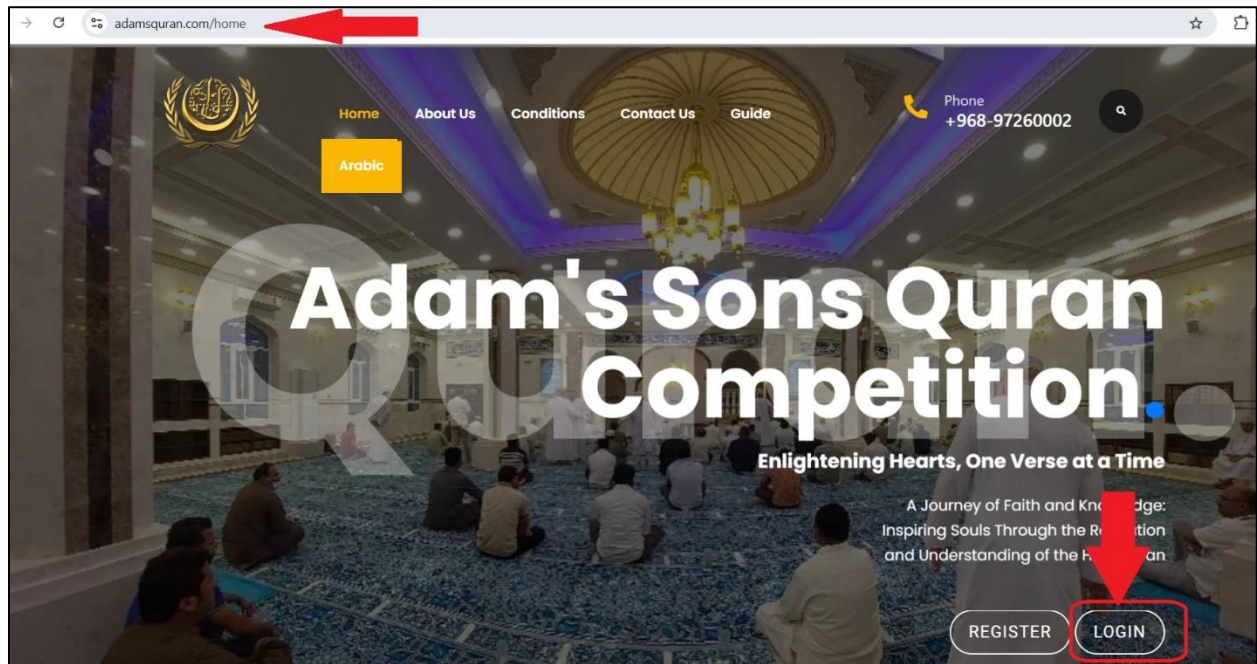 adamsquran.com/home
Home About Us Conditions Contact Us Guide
Phone
+968-97260002
Arabic
Quran.
Adam's Sons Quran
Competition.
Enlightening Hearts, One Verse at a Time
A Journey of Faith and
Inspiring Souls Through the
and Understanding of the
REGISTER LOGIN